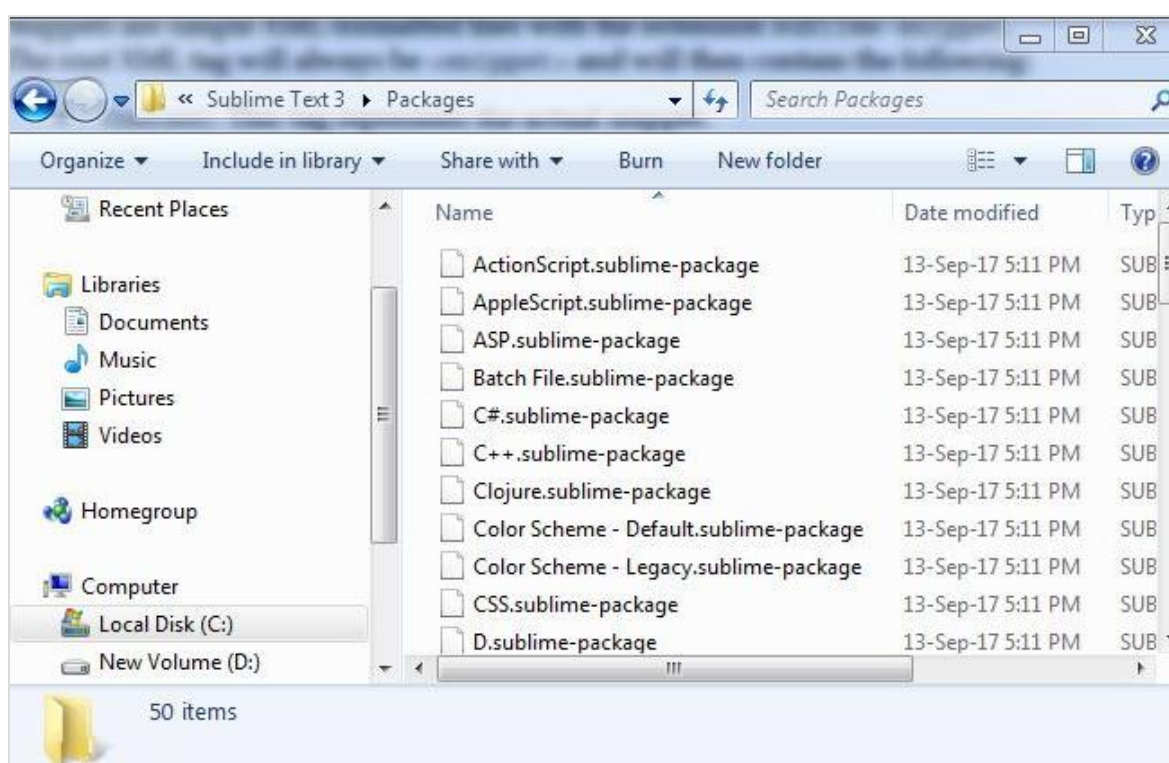 « Sublime Text 3 ▸ Packages Search Packages
Organize Include in library Share with Burn New folder
Recent Places
Libraries
Documents
Music
Pictures
Videos
Homegroup
Computer
Local Disk (C:)
New Volume (D:)
Name Date modified Typ
ActionScript.sublime-package 13-Sep-17 5:11 PM SUB
AppleScript.sublime-package 13-Sep-17 5:11 PM SUB
ASP.sublime-package 13-Sep-17 5:11 PM SUB
Batch File.sublime-package 13-Sep-17 5:11 PM SUB
C#.sublime-package 13-Sep-17 5:11 PM SUB
C++.sublime-package 13-Sep-17 5:11 PM SUB
Clojure.sublime-package 13-Sep-17 5:11 PM SUB
Color Scheme - Default.sublime-package 13-Sep-17 5:11 PM SUB
Color Scheme - Legacy.sublime-package 13-Sep-17 5:11 PM SUB
CSS.sublime-package 13-Sep-17 5:11 PM SUB
D.sublime-package 13-Sep-17 5:11 PM SUB
50 items